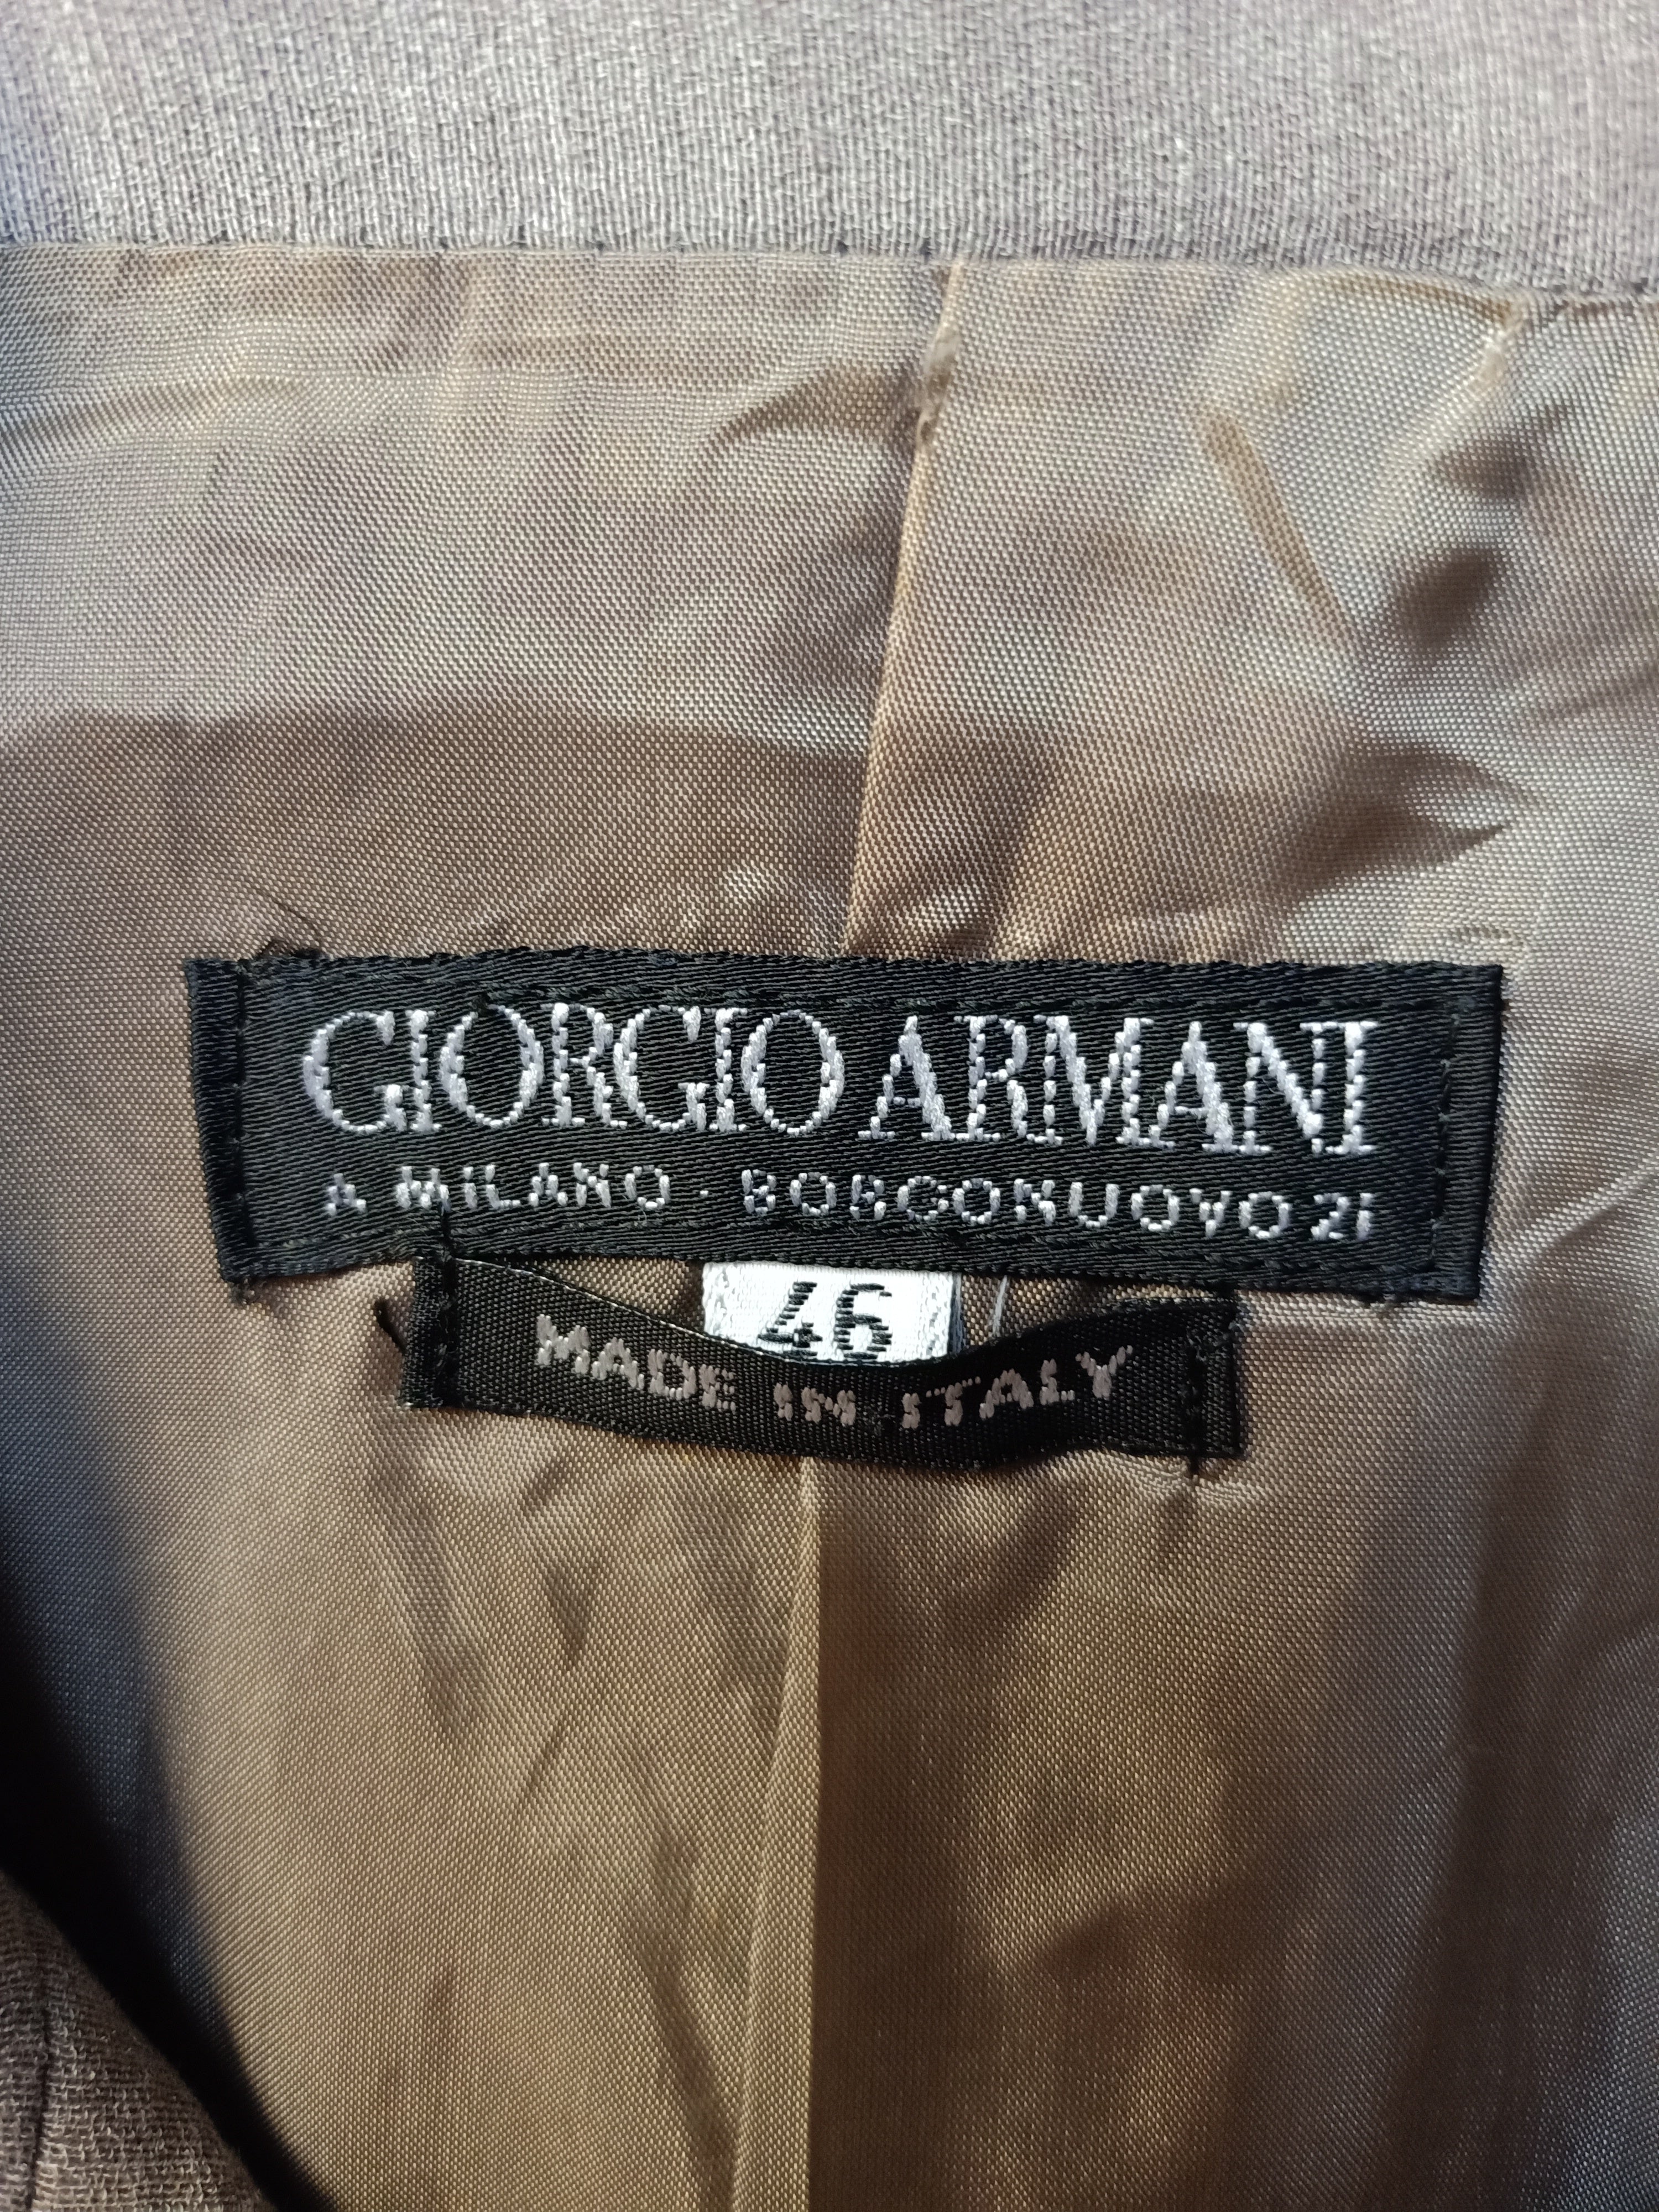 GIORGIO ARMANI
A MILANO · BORGONUOVO 21
46
MADE IN ITALY